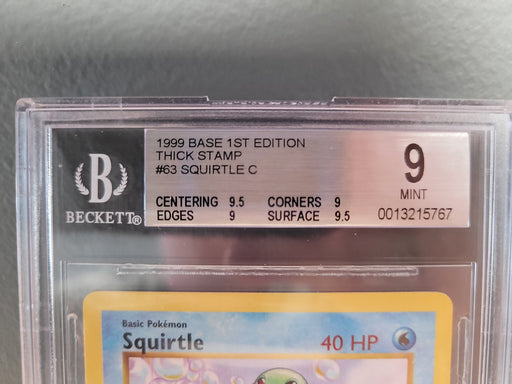 1999 BASE 1ST EDITION
THICK STAMP
#63 SQUIRTLE C
CENTERING 9.5 CORNERS 9
EDGES 9 SURFACE 9.5
9
MINT
0013215767
B
BECKETT®
Basic Pokémon
Squirtle 40 HP